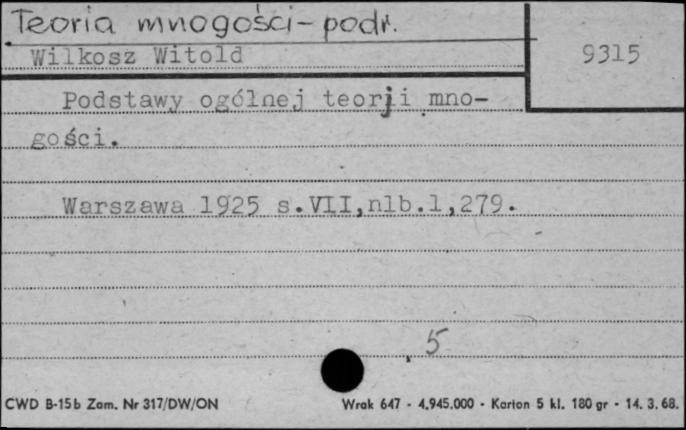 Teoria mnogości - podr.
Wilkosz Witold
9315
Podstawy ogólnej teorji mno-
gości.
Warszawa 1925 s.VII,nlb.1,279.
5
CWD B-15b Zam. Nr 317/DW/ON
Wrak 647 - 4.945.000 - Karton 5 kl. 180 gr - 14. 3. 68.